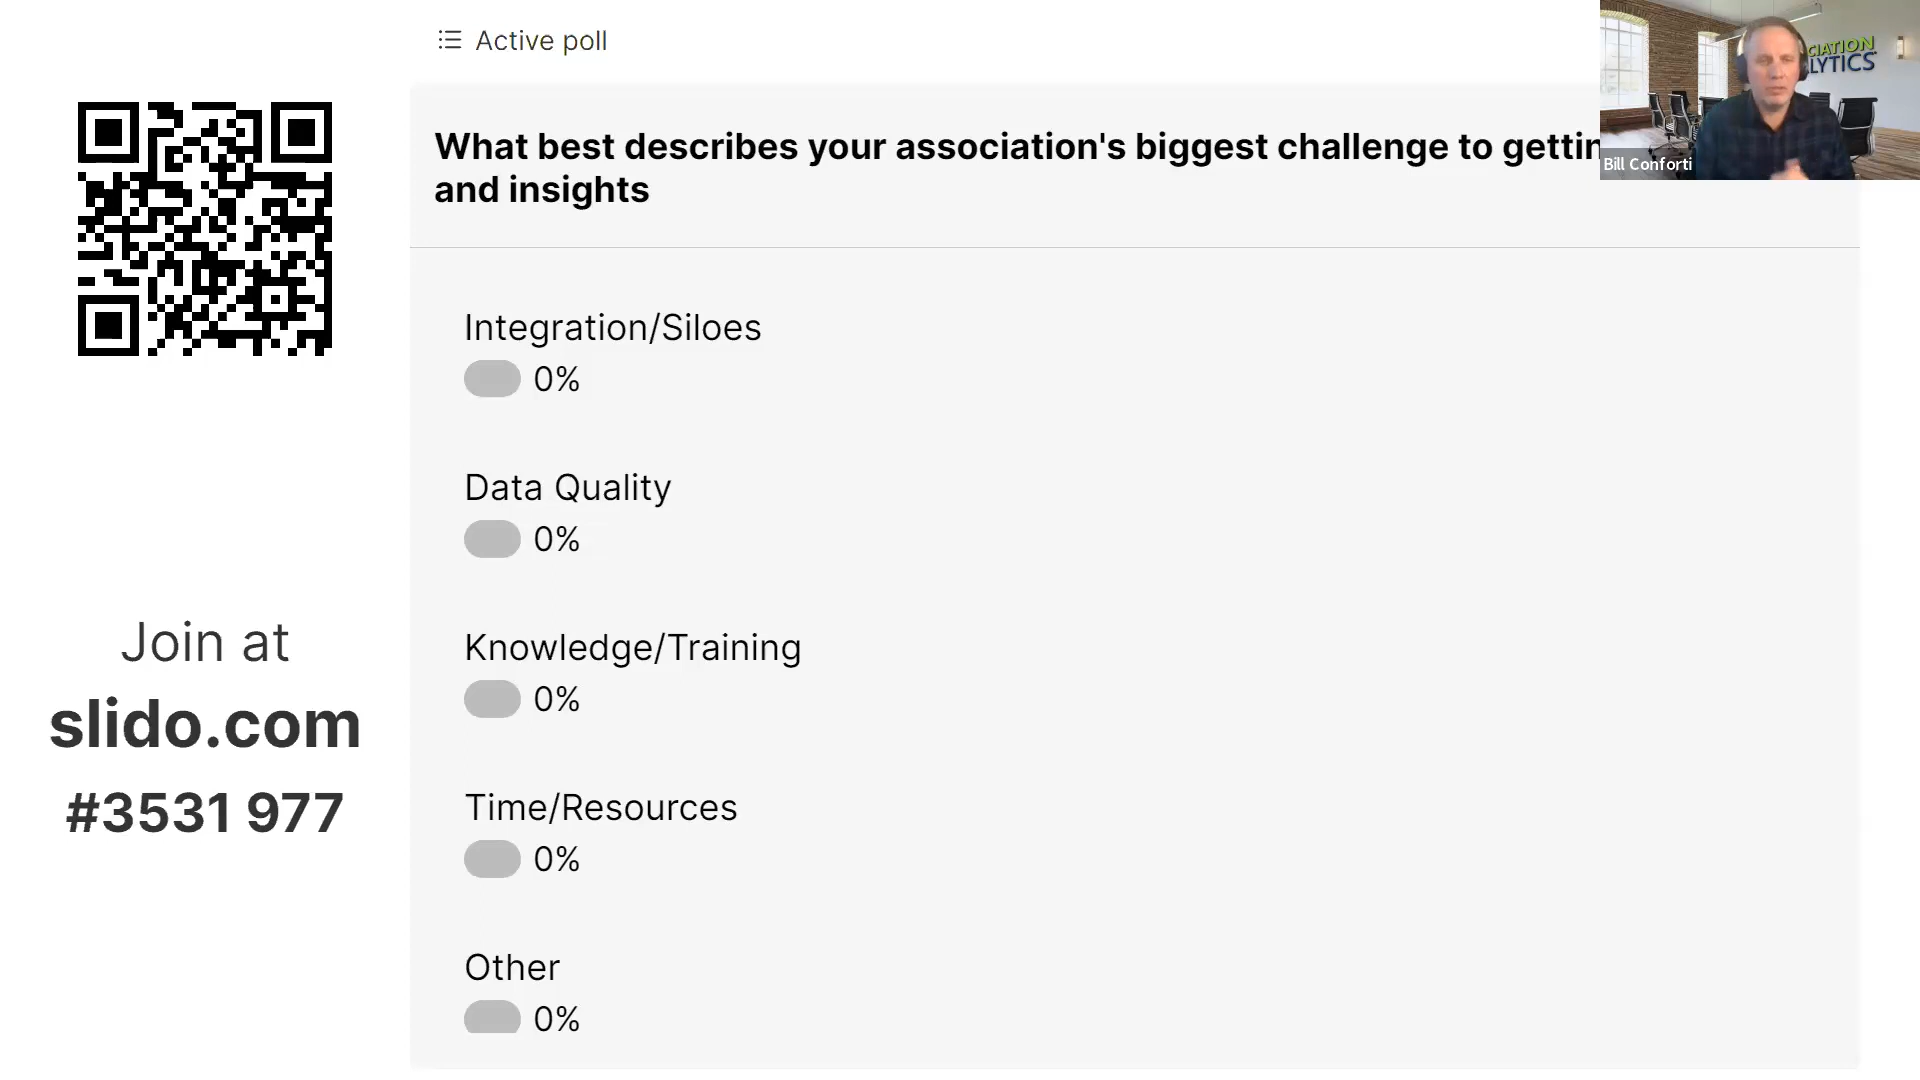 Active poll
What best describes your association's biggest challenge to gettin
and insights
Integration/Siloes
0%
Data Quality
0%
Knowledge/Training
0%
Time/Resources
0%
Other
0%
Join at
slido.com
#3531 977
CIATION
LYTICS
Bill Conforti